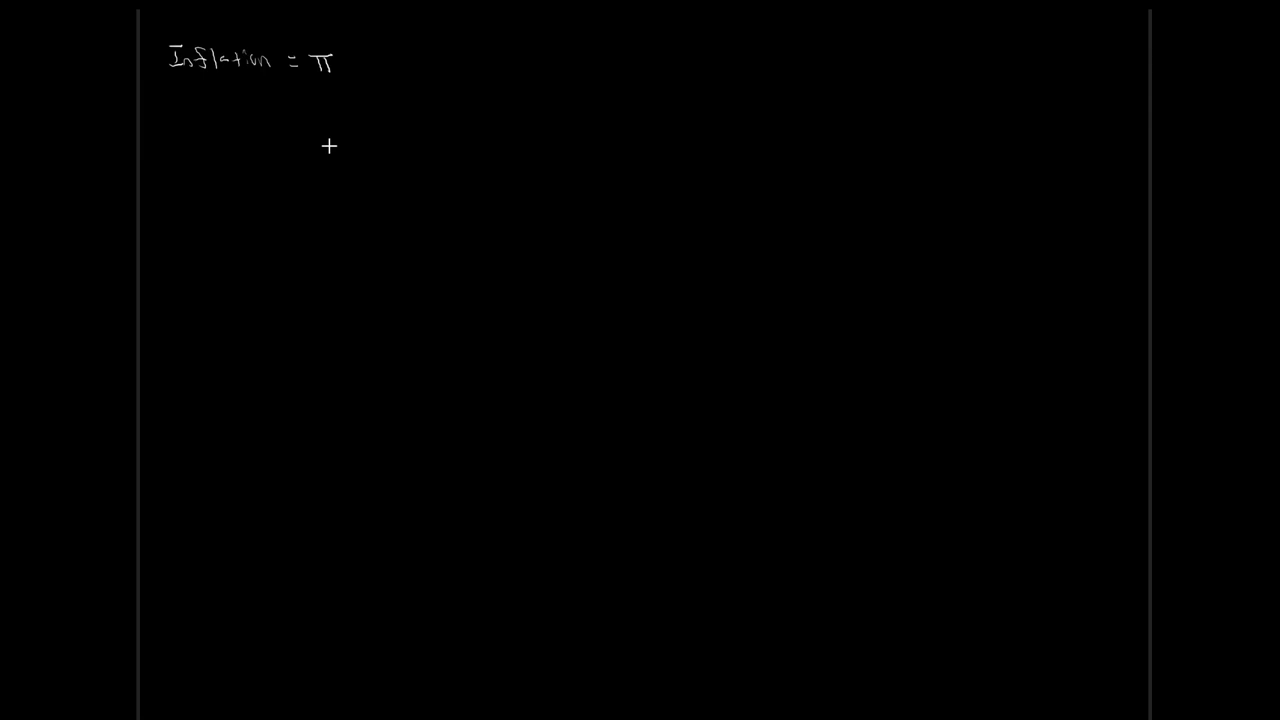 Inflation = π